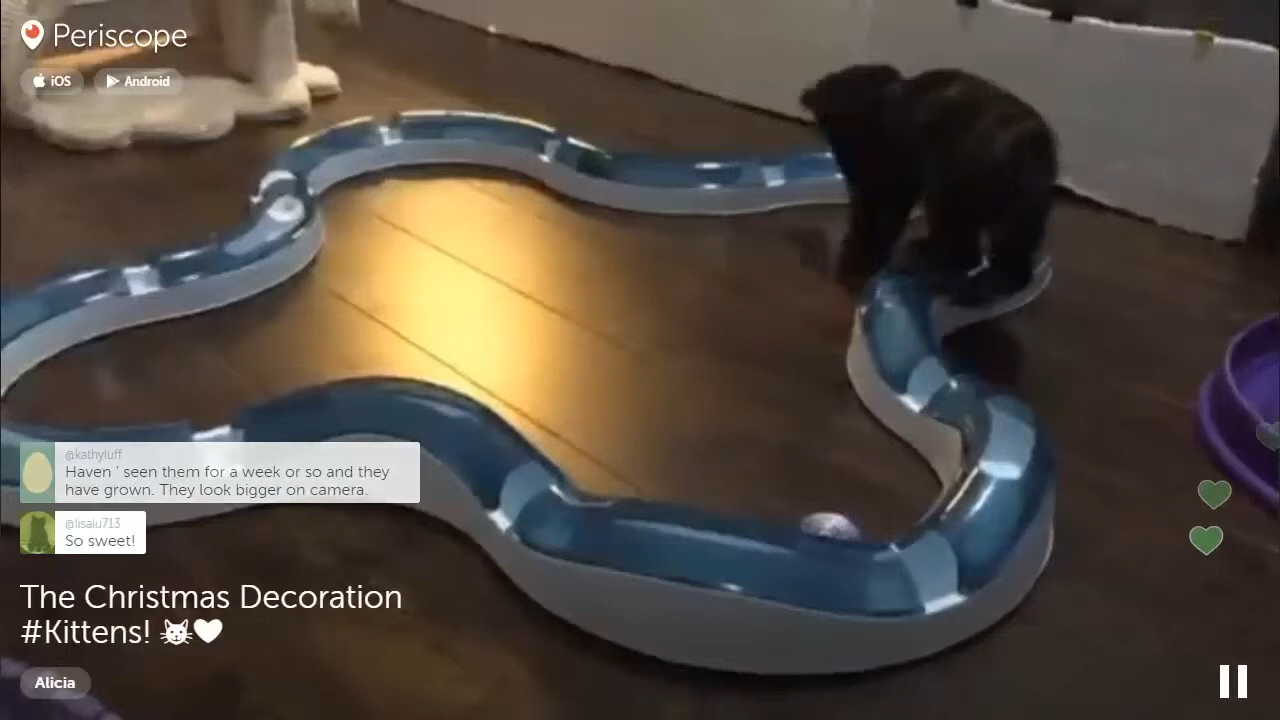 Periscope
iOS
Android
@kathyluff
Haven ' seen them for a week or so and they
have grown. They look bigger on camera.
@lisalu713
So sweet!
The Christmas Decoration
#Kittens! 🐱❤
Alicia